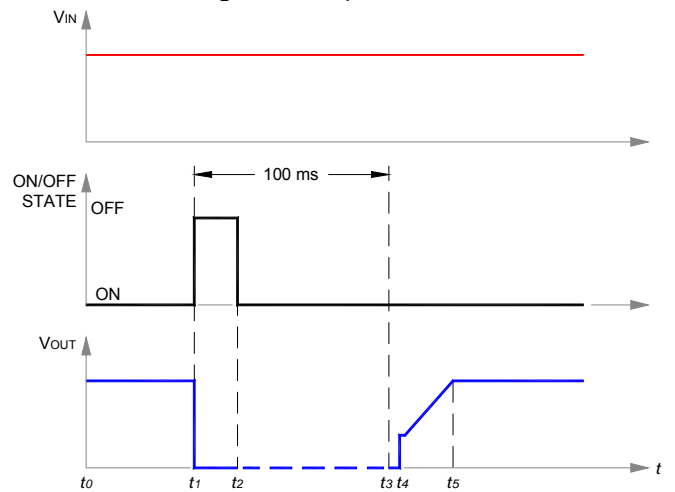 VIN
ON/OFF
STATE
OFF
100 ms
ON
VOUT
t0 t1 t2 t3 t4 t5 t